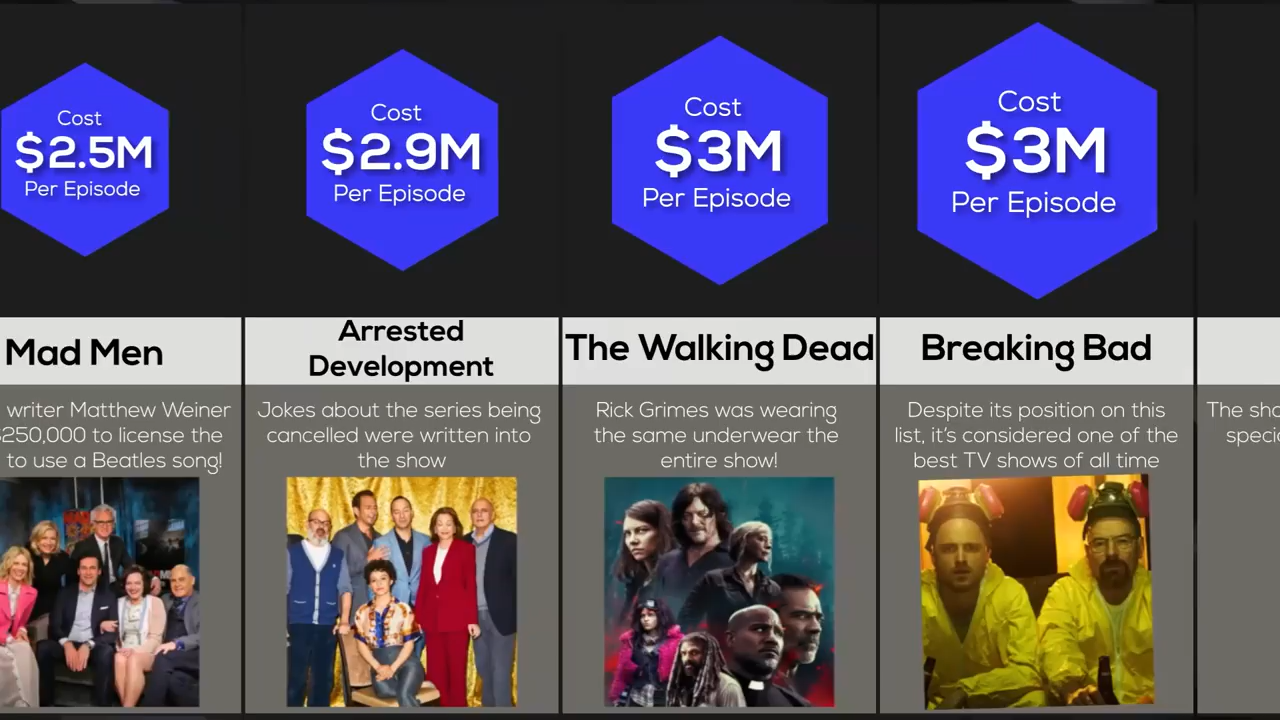 Cost
$2.5M
Per Episode
Mad Men
writer Matthew Weiner
$250,000 to license the
to use a Beatles song!
Cost
$2.9M
Per Episode
Arrested
Development
Jokes about the series being
cancelled were written into
the show
Cost
$3M
Per Episode
The Walking Dead
Rick Grimes was wearing
the same underwear the
entire show!
Cost
$3M
Per Episode
Breaking Bad
Despite its position on this
list, it's considered one of the
best TV shows of all time
The